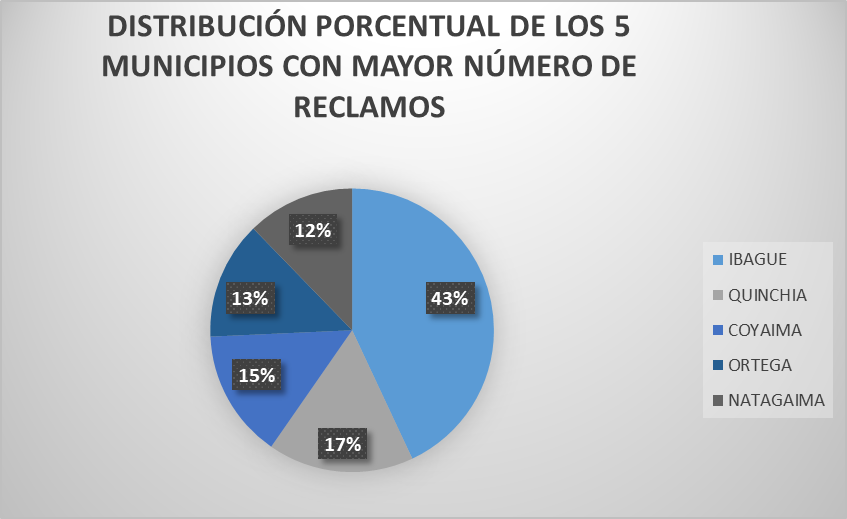 DISTRIBUCIÓN PORCENTUAL DE LOS 5
MUNICIPIOS CON MAYOR NÚMERO DE
RECLAMOS
12%
13%
43%
15%
17%
IBAGUE
QUINCHIA
COYAIMA
ORTEGA
NATAGAIMA